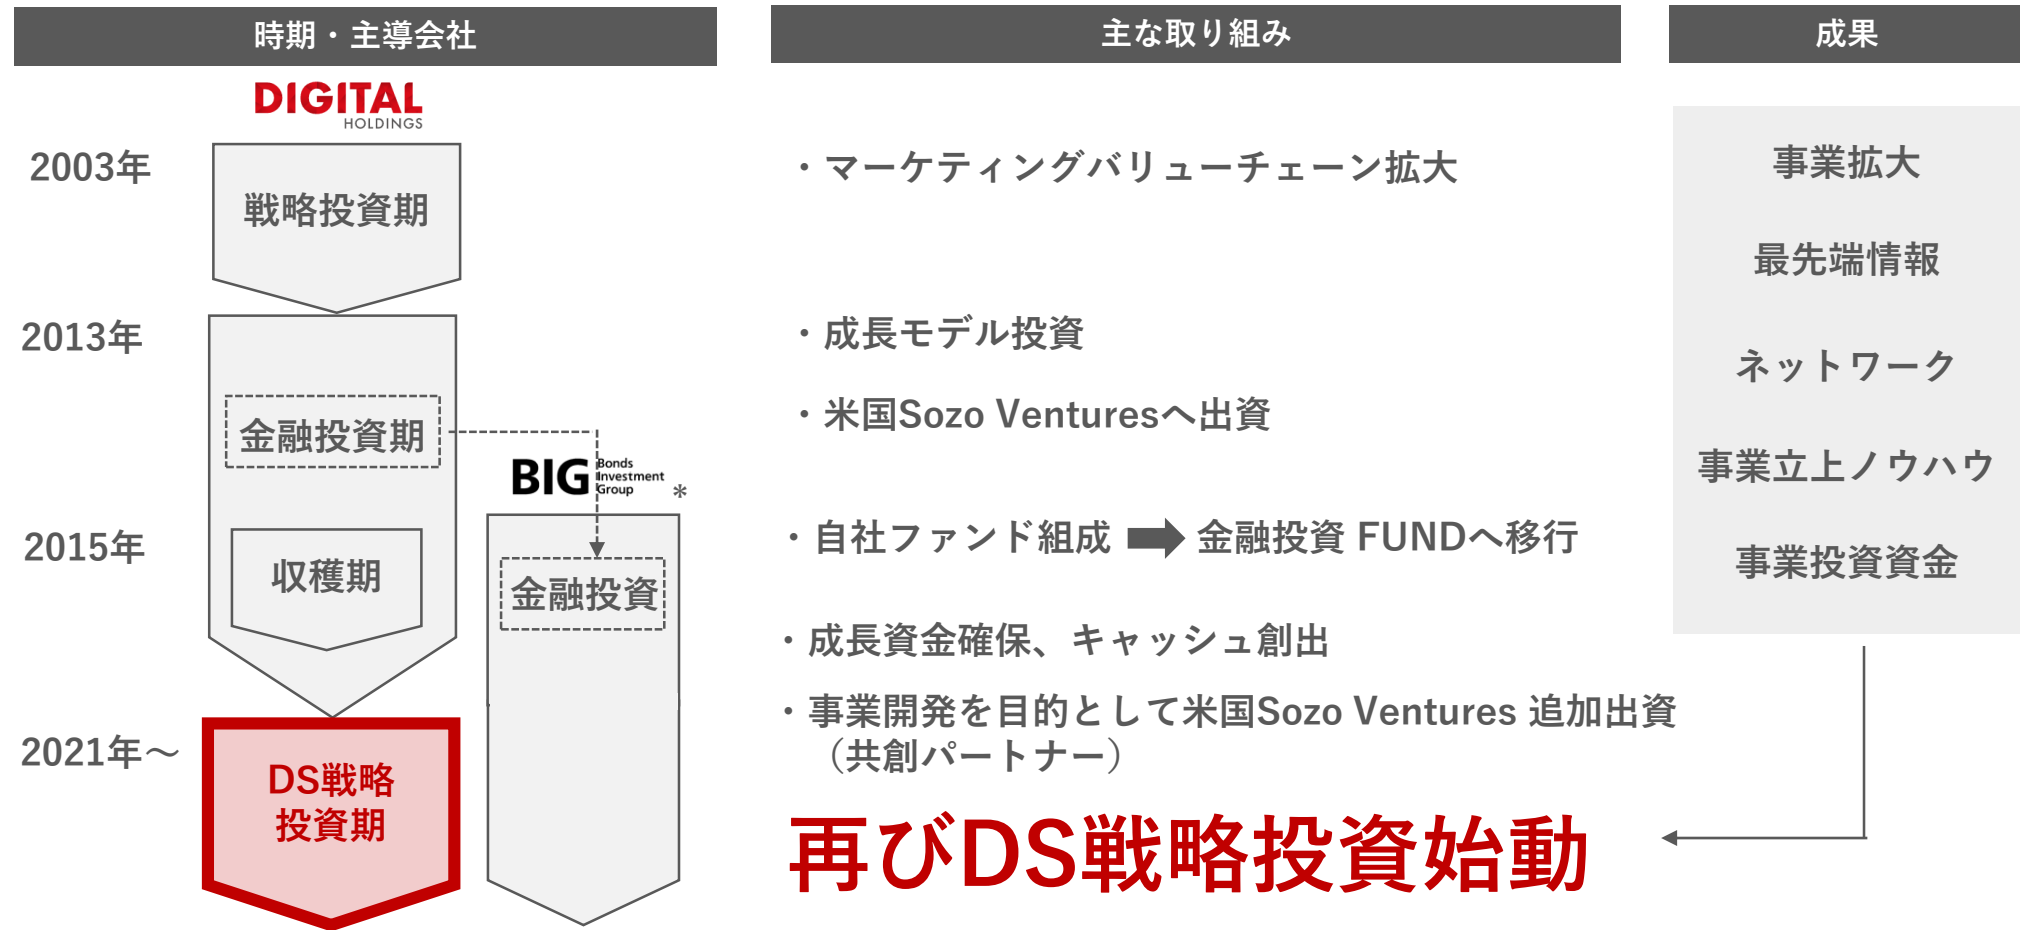 時期・主導会社
主な取り組み
成果
DIGITAL
HOLDINGS
2003年
戦略投資期
・マーケティングバリューチェーン拡大
事業拡大
最先端情報
2013年
・成長モデル投資
ネットワーク
金融投資期
・米国Sozo Venturesへ出資
BIG
Bonds
Investment
Group
*
事業立上ノウハウ
2015年
収穫期
金融投資
・自社ファンド組成 ➡ 金融投資 FUNDへ移行
事業投資資金
・成長資金確保、キャッシュ創出
・事業開発を目的として米国Sozo Ventures 追加出資
（共創パートナー）
2021年～
DS戦略
投資期
再びDS戦略投資始動